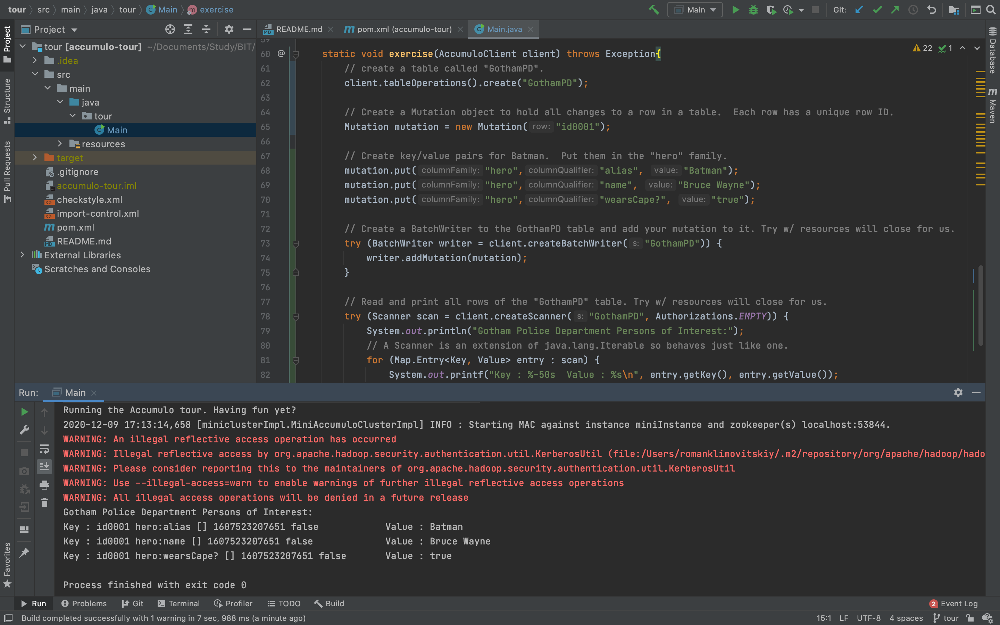 tour src main java tour Main exercise Main Git:
Project
README.md pom.xml (accumulo-tour) Main.java
Project
Structure
Pull Requests
Favorites
tour [accumulo-tour] ~/Documents/Study/BIT/
.idea
src
main
java
tour
Main
resources
target
.gitignore
accumulo-tour.iml
checkstyle.xml
import-control.xml
pom.xml
README.md
External Libraries
Scratches and Consoles
22 1
Database
Maven
59
60 @ static void exercise(AccumuloClient client) throws Exception{
61 // create a table called "GothamPD".
62 client.tableOperations().create("GothamPD");
63
64 // Create a Mutation object to hold all changes to a row in a table.  Each row has a unique row ID.
65 Mutation mutation = new Mutation( row: "id0001");
66
67 // Create key/value pairs for Batman.  Put them in the "hero" family.
68 mutation.put( columnFamily: "hero", columnQualifier: "alias", value: "Batman");
69 mutation.put( columnFamily: "hero", columnQualifier: "name", value: "Bruce Wayne");
70 mutation.put( columnFamily: "hero", columnQualifier: "wearsCape?", value: "true");
71
72 // Create a BatchWriter to the GothamPD table and add your mutation to it. Try w/ resources will close for us.
73 try (BatchWriter writer = client.createBatchWriter( s: "GothamPD")) {
74 writer.addMutation(mutation);
75 }
76
77 // Read and print all rows of the "GothamPD" table. Try w/ resources will close for us.
78 try (Scanner scan = client.createScanner( s: "GothamPD", Authorizations.EMPTY)) {
79 System.out.println("Gotham Police Department Persons of Interest:");
80 // A Scanner is an extension of java.lang.Iterable so behaves just like one.
81 for (Map.Entry<Key, Value> entry : scan) {
82 System.out.printf("Key : %-50s  Value : %s\n", entry.getKey(), entry.getValue());
Run: Main
Running the Accumulo tour. Having fun yet?
2020-12-09 17:13:14,658 [miniclusterImpl.MiniAccumuloClusterImpl] INFO : Starting MAC against instance miniInstance and zookeeper(s) localhost:53844.
WARNING: An illegal reflective access operation has occurred
WARNING: Illegal reflective access by org.apache.hadoop.security.authentication.util.KerberosUtil (file:/Users/romanklimovitskiy/.m2/repository/org/apache/hadoop/hado
WARNING: Please consider reporting this to the maintainers of org.apache.hadoop.security.authentication.util.KerberosUtil
WARNING: Use --illegal-access=warn to enable warnings of further illegal reflective access operations
WARNING: All illegal access operations will be denied in a future release
Gotham Police Department Persons of Interest:
Key : id0001 hero:alias [] 1607523207651 false Value : Batman
Key : id0001 hero:name [] 1607523207651 false Value : Bruce Wayne
Key : id0001 hero:wearsCape? [] 1607523207651 false Value : true
Process finished with exit code 0
Run Problems Git Terminal Profiler TODO Build 2 Event Log
Build completed successfully with 1 warning in 7 sec, 988 ms (a minute ago) 15:1 LF UTF-8 4 spaces tour